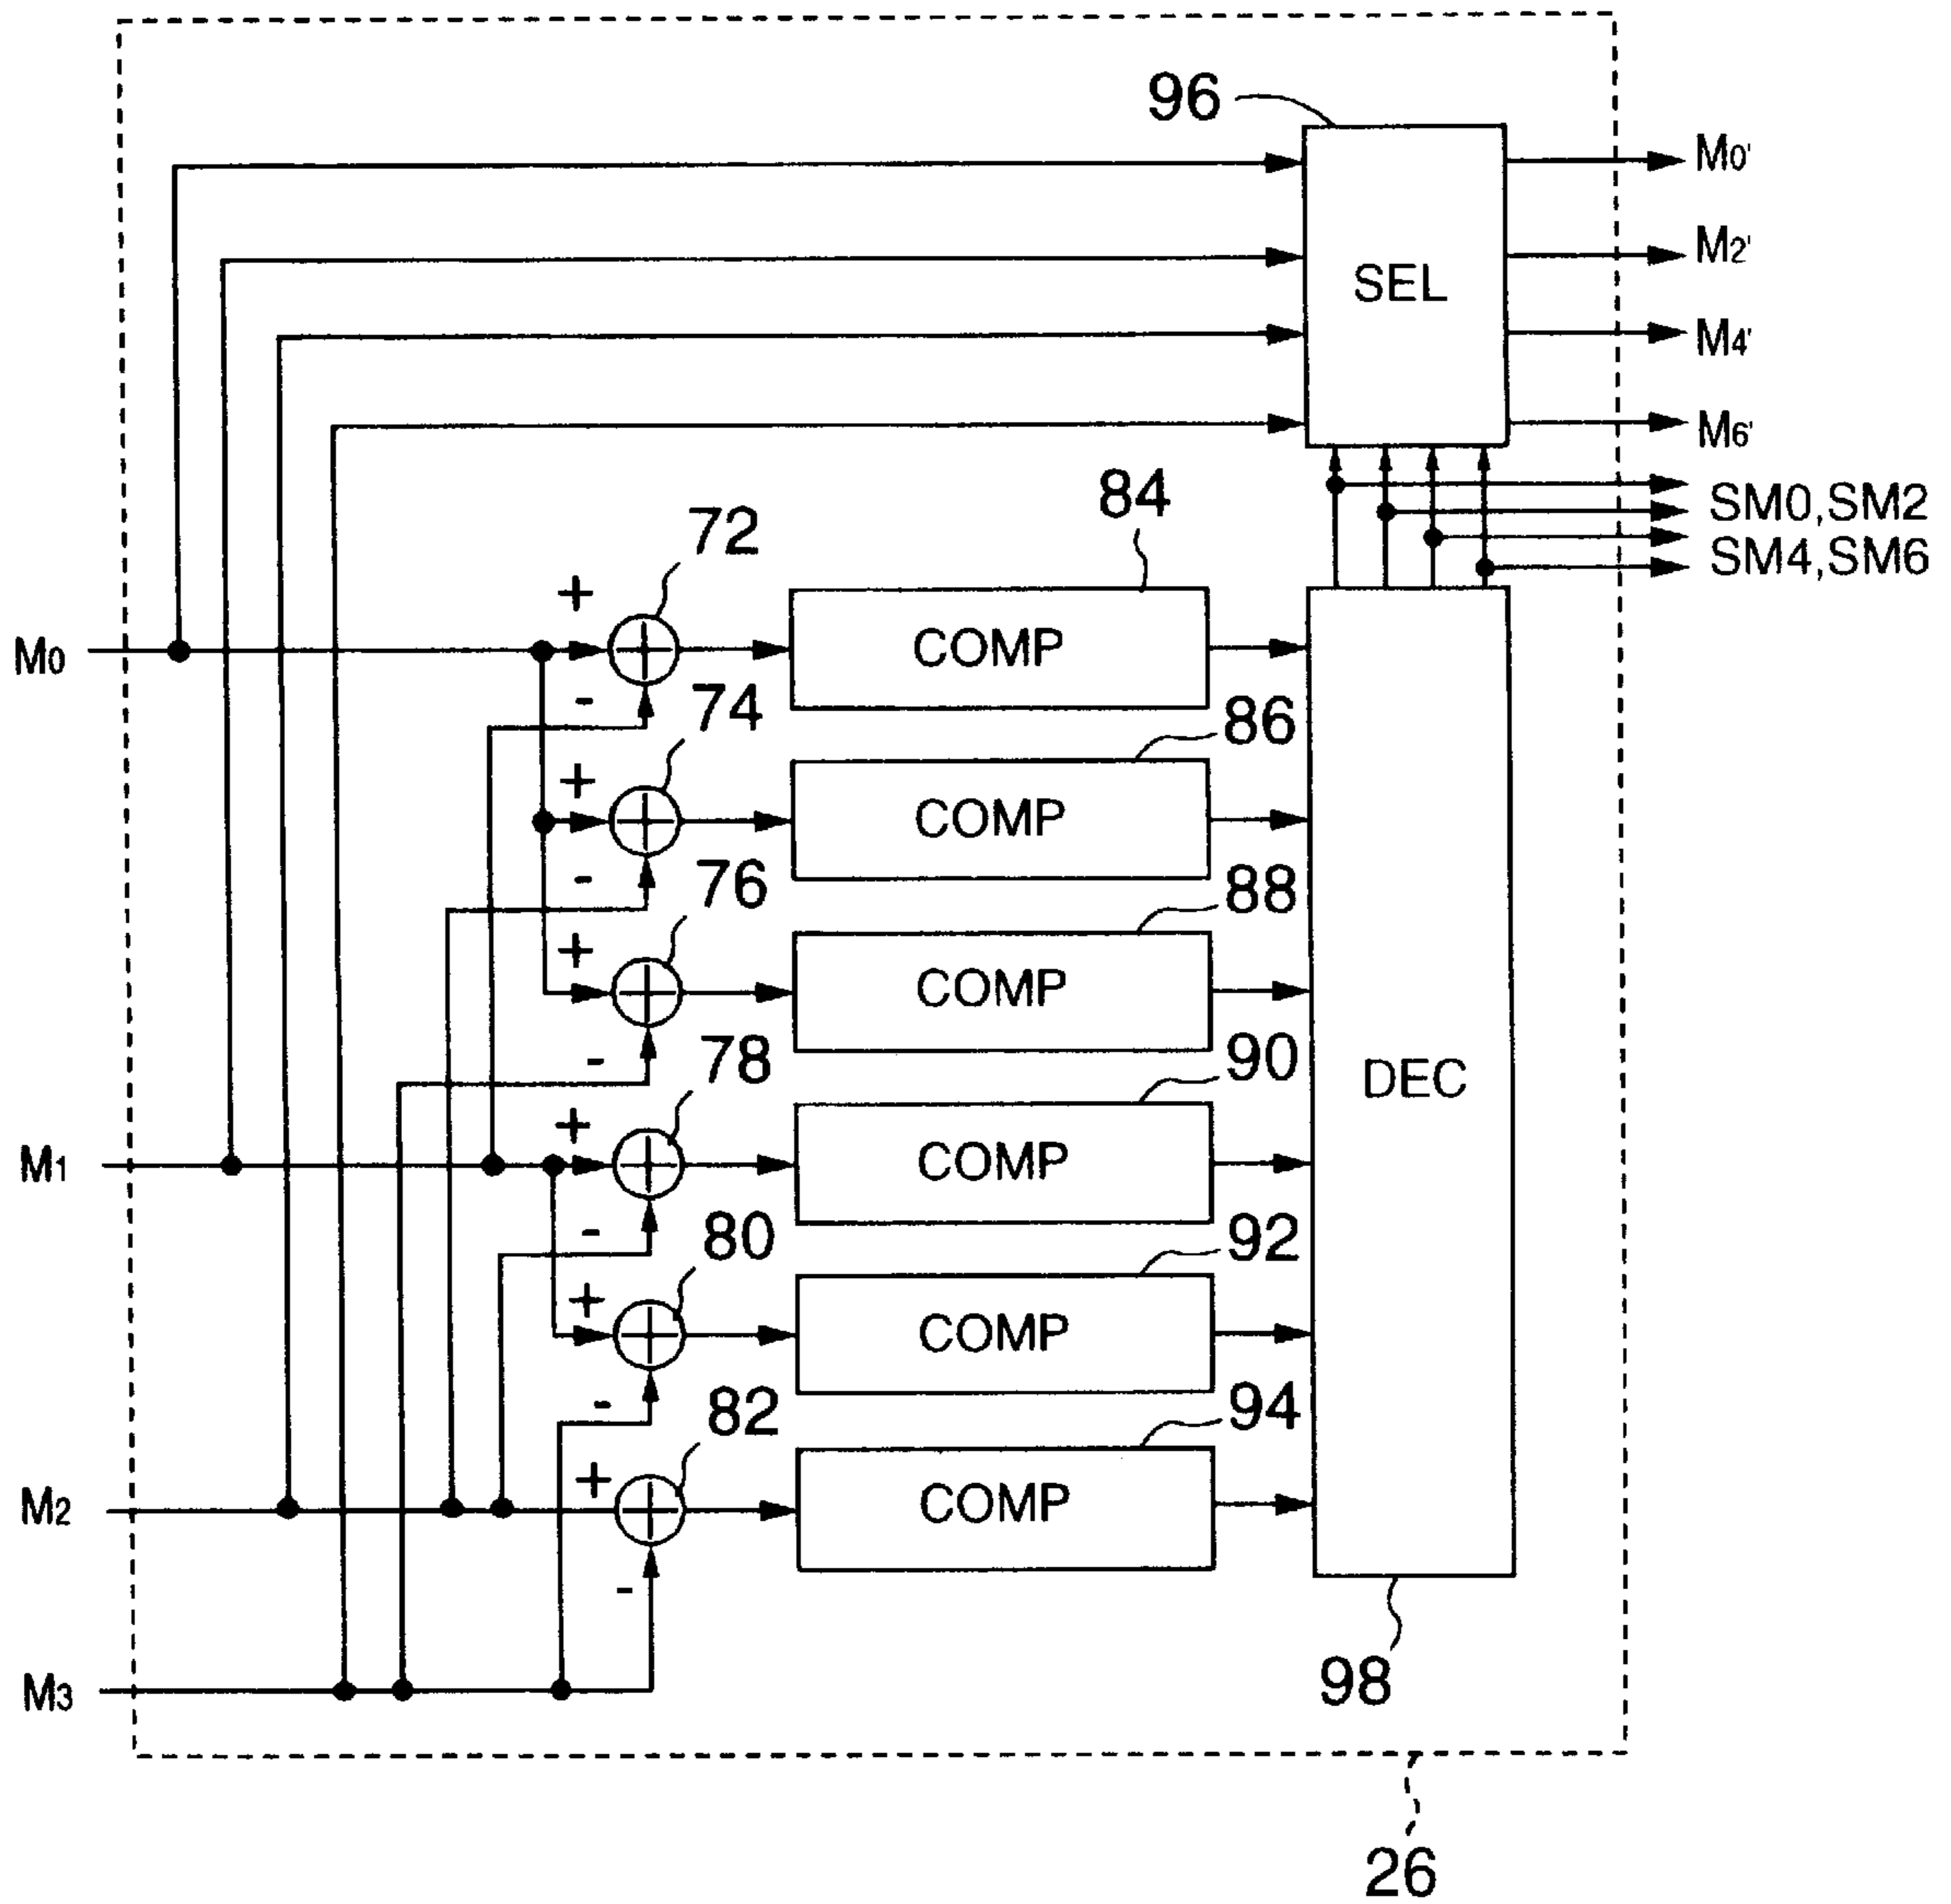 96
M0'
M2'
SEL
M4'
M6'
84
SM0,SM2
72
SM4,SM6
+
M0
COMP
-
74
86
+
COMP
-
76
88
+
COMP
-
78
90
DEC
+
M1
COMP
-
80
92
+
COMP
-
82
94
+
M2
COMP
-
98
M3
26